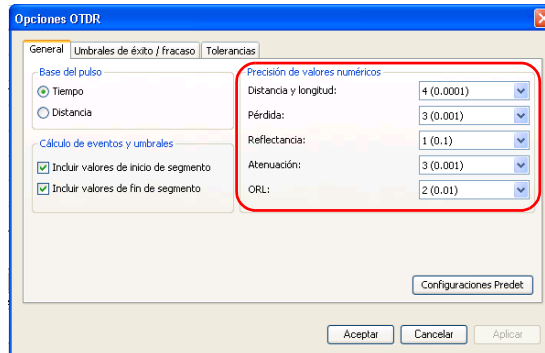 Opciones OTDR
General
Umbrales de éxito / fracaso
Tolerancias
Base del pulso
Tiempo
Distancia
Cálculo de eventos y umbrales
Incluir valores de inicio de segmento
Incluir valores de fin de segmento
Precisión de valores numéricos
Distancia y longitud: 4 (0.0001)
Pérdida: 3 (0.001)
Reflectancia: 1 (0.1)
Atenuación: 3 (0.001)
ORL: 2 (0.01)
Configuraciones Predet
Aceptar
Cancelar
Aplicar